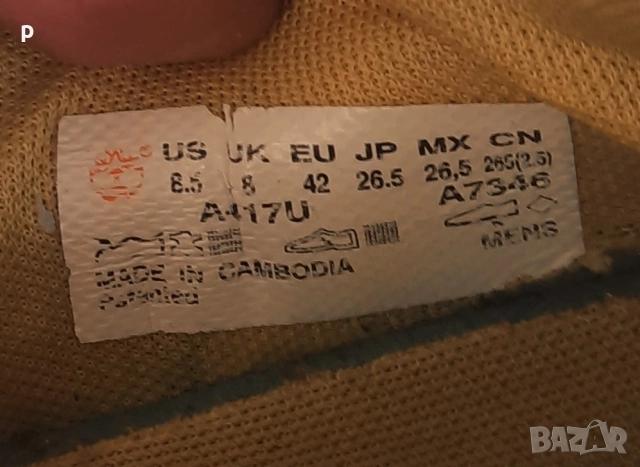 p
US UK EU JP MX CN
8.5 8 42 26.5 26,5 265(2.5)
A417U A7346
MENS
MADE IN CAMBODIA
Patented
BAZAR